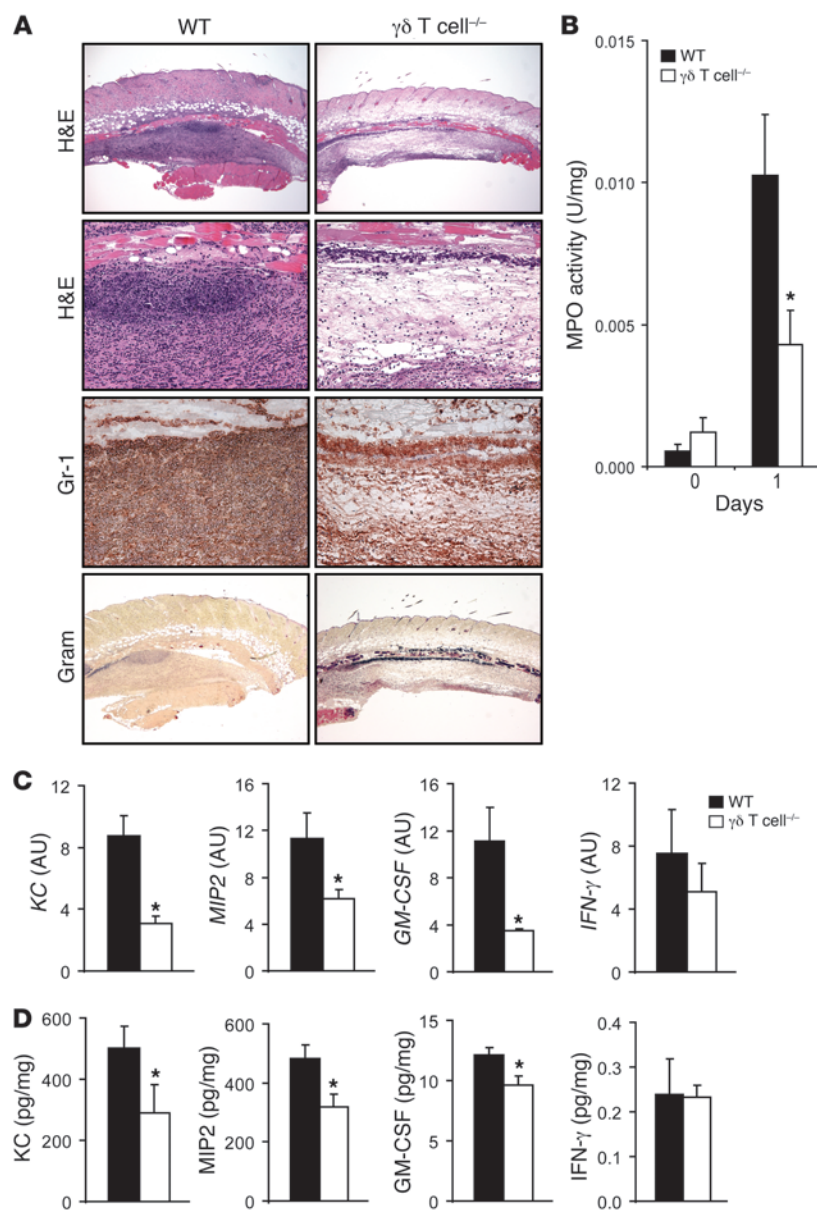 A
WT
γδ T cell–/–
H&E
H&E
Gr-1
Gram
B
WT
γδ T cell–/–
MPO activity (U/mg)
0.015
0.010
0.005
0.000
0
1
*
Days
C
WT
γδ T cell–/–
KC (AU)
12
8
4
0
*
MIP2 (AU)
16
12
8
4
0
*
GM-CSF (AU)
16
12
8
4
0
*
IFN-γ (AU)
12
8
4
0
D
KC (pg/mg)
600
400
200
0
*
MIP2 (pg/mg)
600
400
200
0
*
GM-CSF (pg/mg)
15
10
5
0
*
IFN-γ (pg/mg)
0.4
0.3
0.2
0.1
0.0